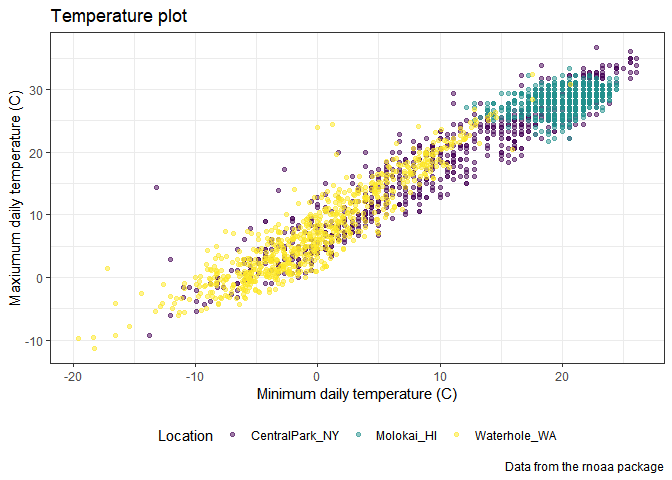 Temperature plot
Maxiumum daily temperature (C)
30
20
10
0
-10
-20
-10
0
10
20
Minimum daily temperature (C)
Location CentralPark_NY Molokai_HI Waterhole_WA
Data from the rnoaa package